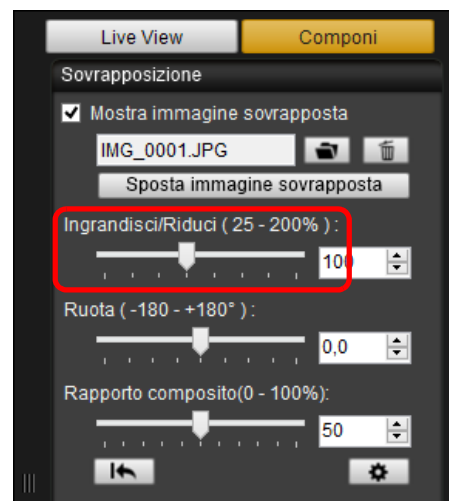 Live View Componi
Sovrapposizione
Mostra immagine sovrapposta
IMG_0001.JPG
Sposta immagine sovrapposta
Ingrandisci/Riduci ( 25 - 200% ) :
100
Ruota ( -180 - +180° ) :
0,0
Rapporto composito(0 - 100%):
50